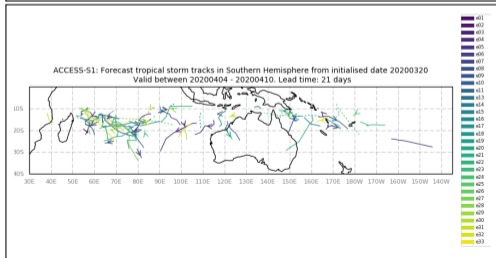 ACCESS-S1: Forecast tropical storm tracks in Southern Hemisphere from initialised date 20200320
Valid between 20200404 - 20200410. Lead time: 21 days
10S
20S
30S
40S
30E 40E 50E 60E 70E 80E 90E 100E 110E 120E 130E 140E 150E 160E 170E 180W 170W 160W 150W 140W
e01
e02
e03
e04
e05
e06
e07
e08
e09
e10
e11
e13
e14
e15
e16
e17
e18
e19
e20
e21
e22
e23
e24
e25
e26
e27
e28
e29
e30
e31
e32
e33